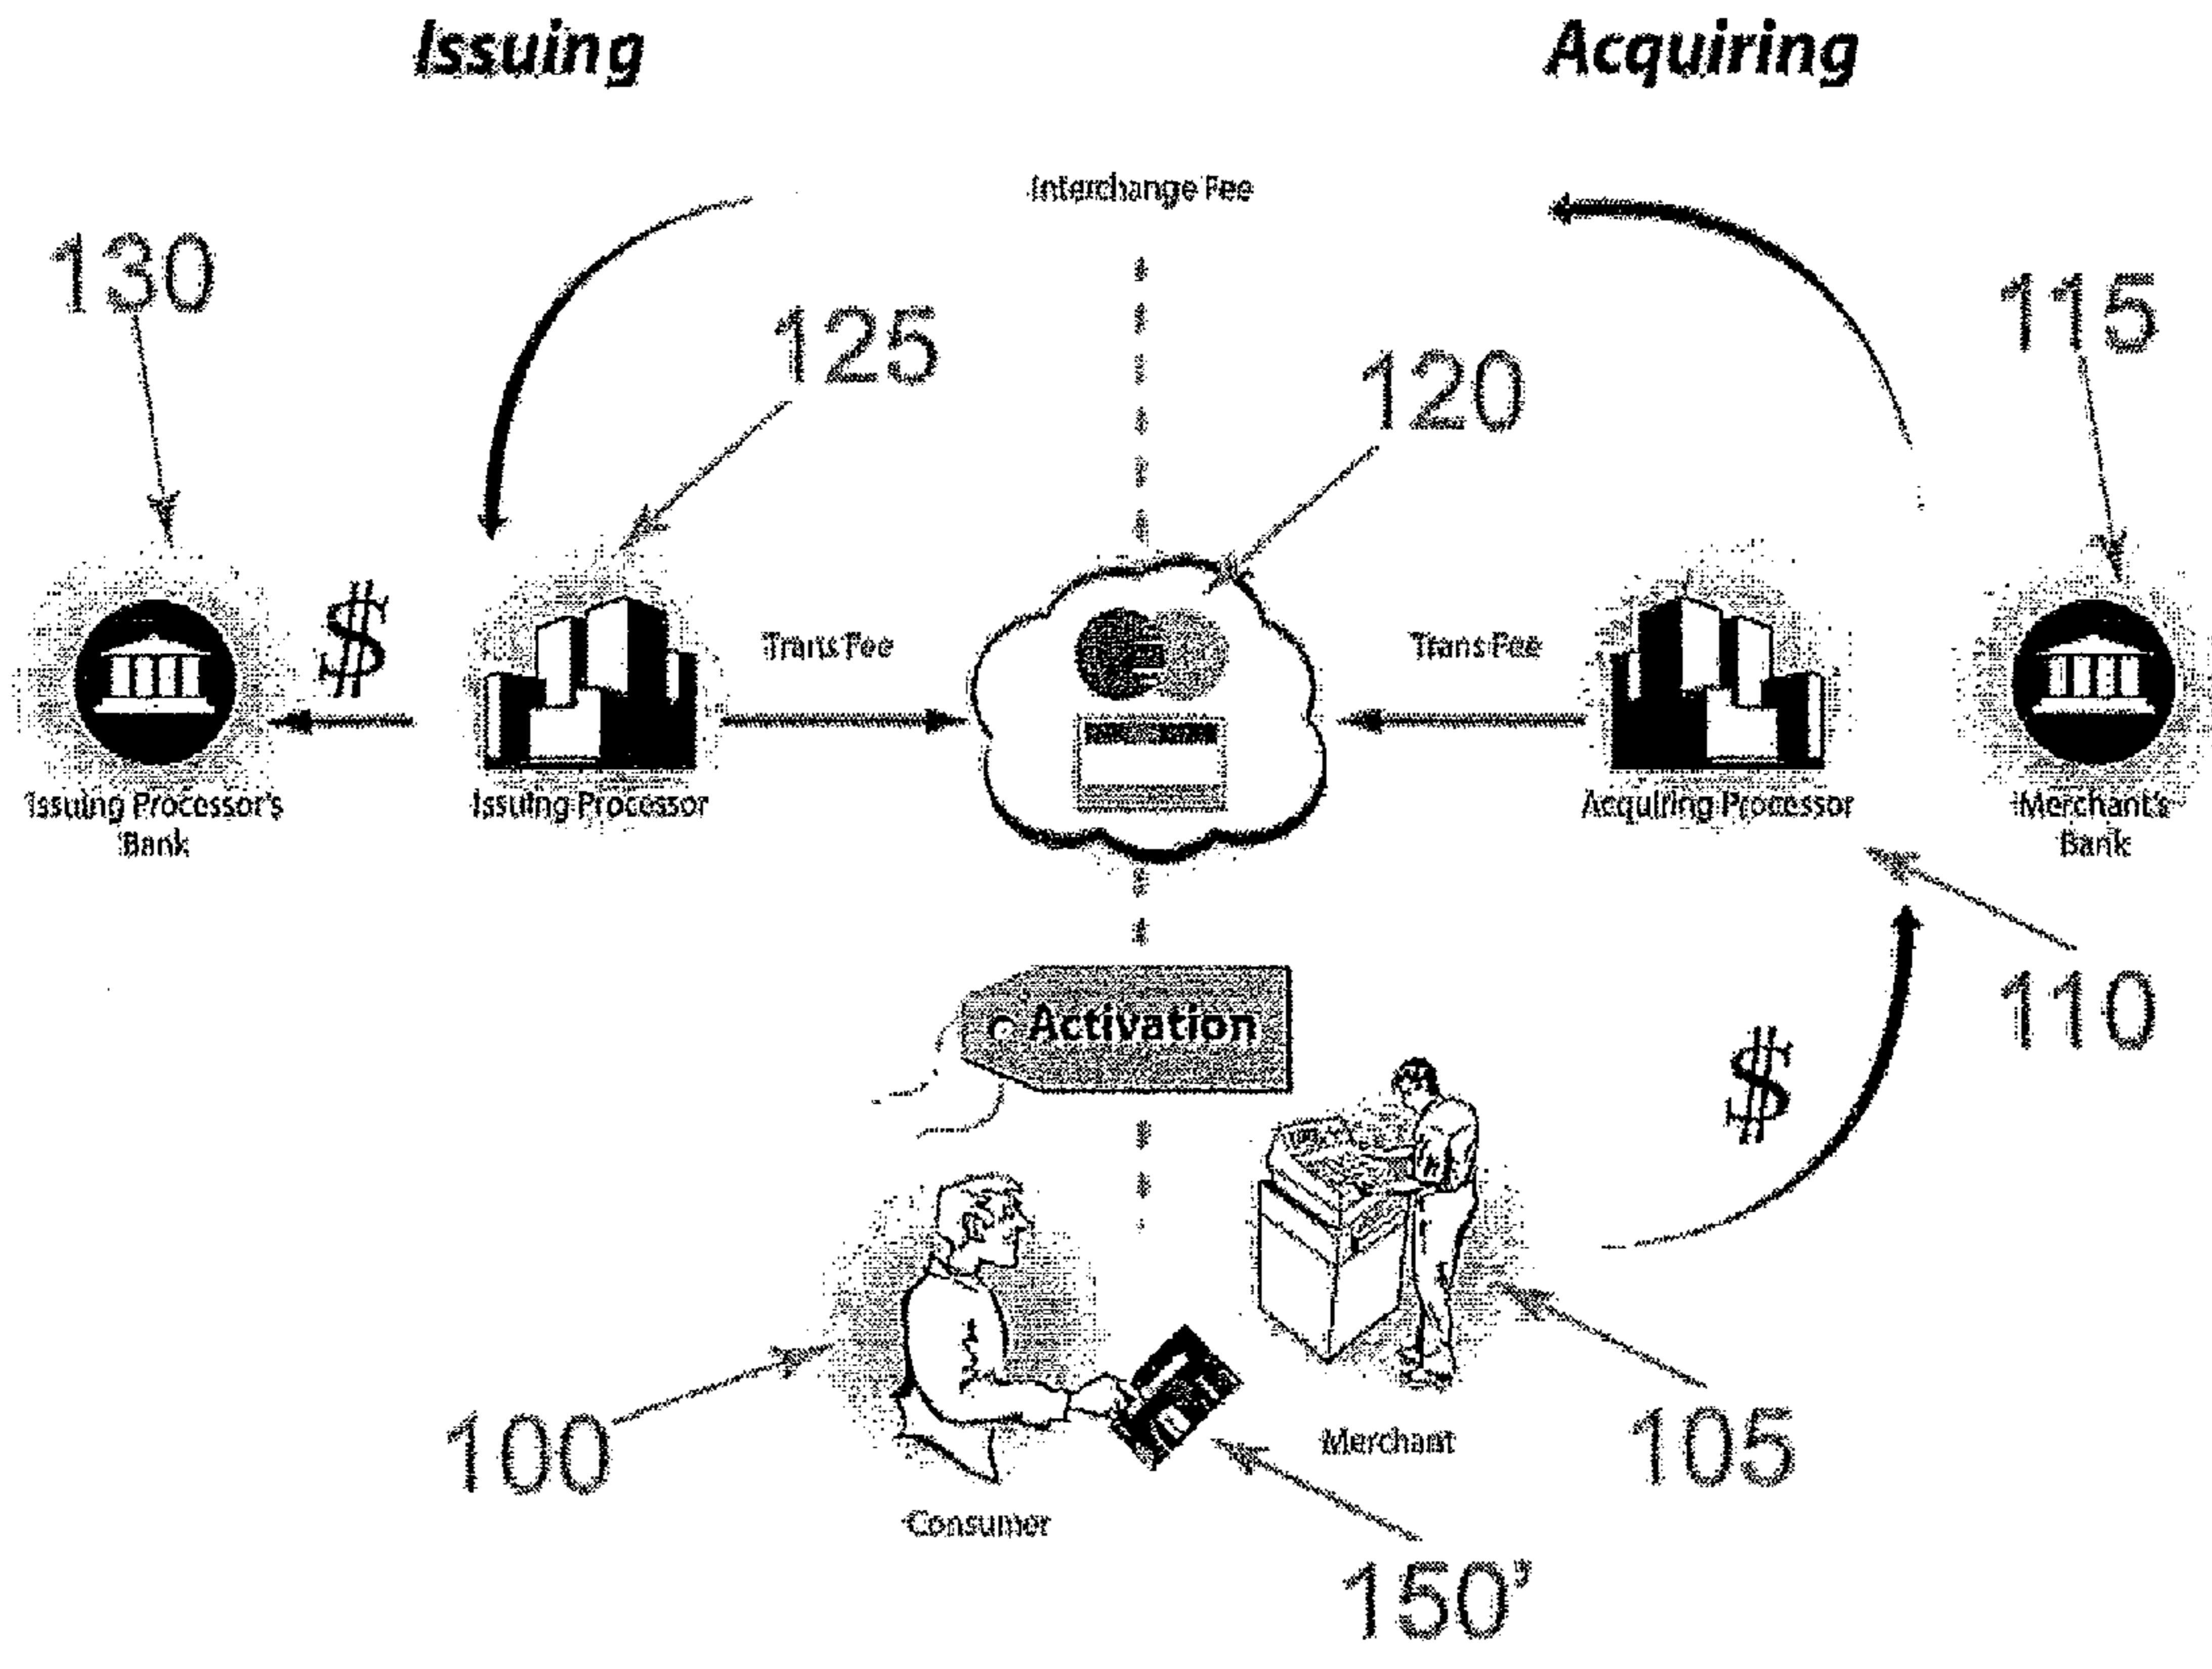 Issuing
Acquiring
Interchange Fee
130
125
120
115
$
Trans Fee
Trans Fee
Issuing Processor's
Bank
Issuing Processor
Acquiring Processor
Merchant's
Bank
110
Activation
$
100
Consumer
Merchant
105
150’